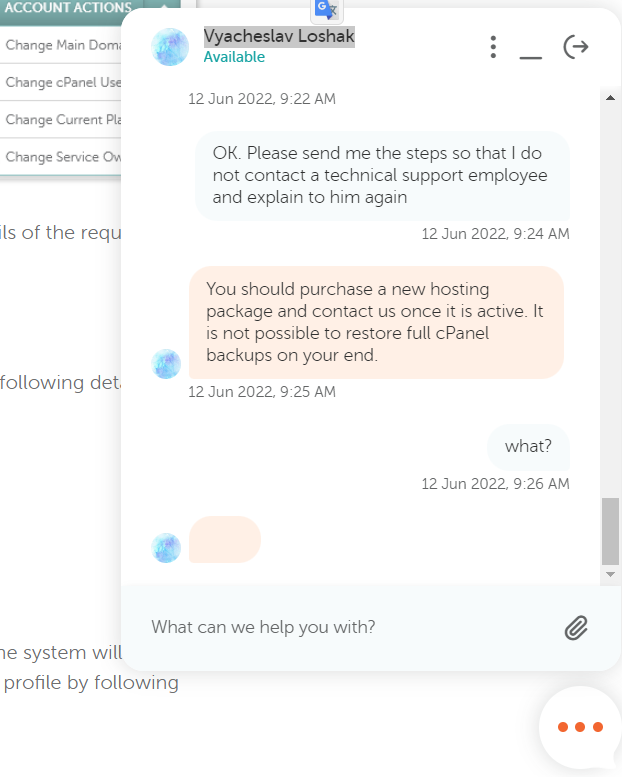 ACCOUNT ACTIONS
Change Main Doma
Change cPanel Use
Change Current Pla
Change Service Ow
ils of the requ
following deta
he system will
profile by following
Vyacheslav Loshak
Available
12 Jun 2022, 9:22 AM
OK. Please send me the steps so that I do
not contact a technical support employee
and explain to him again
12 Jun 2022, 9:24 AM
You should purchase a new hosting
package and contact us once it is active. It
is not possible to restore full cPanel
backups on your end.
12 Jun 2022, 9:25 AM
what?
12 Jun 2022, 9:26 AM
What can we help you with?